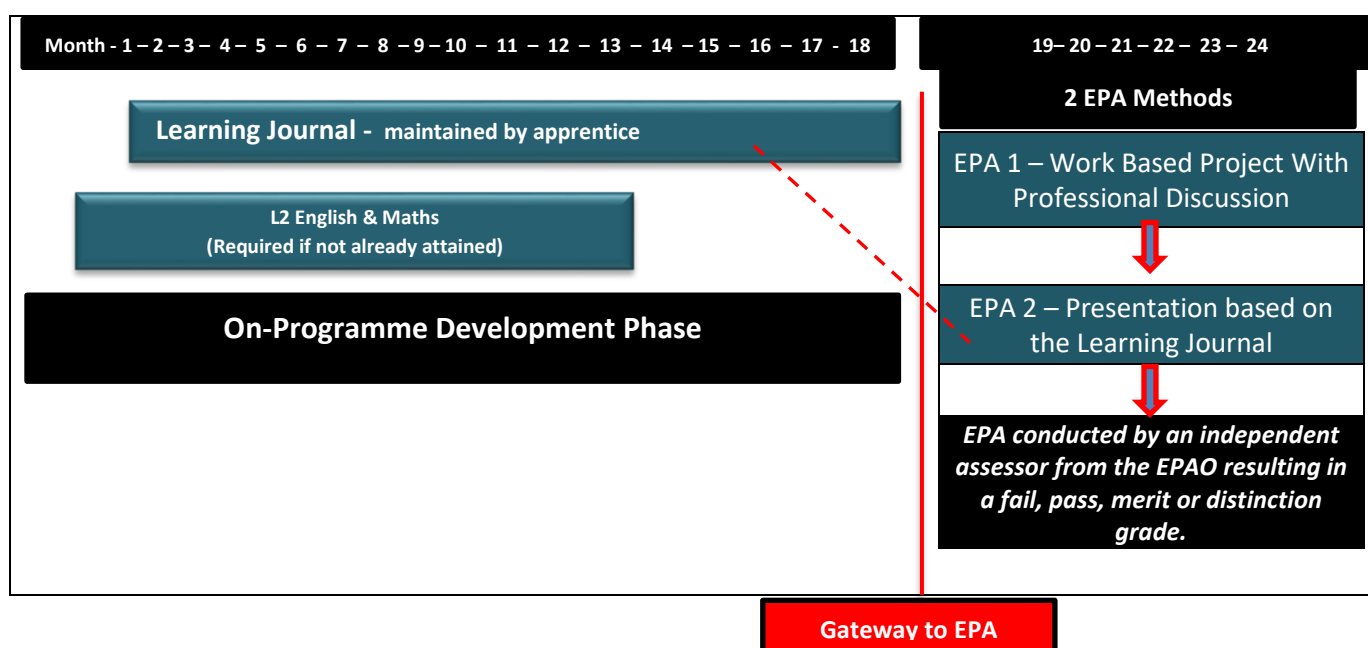 Month - 1 – 2 – 3 – 4 – 5 – 6 – 7 – 8 – 9 – 10 – 11 – 12 – 13 – 14 – 15 – 16 – 17 - 18
19– 20 – 21 – 22 – 23 – 24
2 EPA Methods
Learning Journal - maintained by apprentice
EPA 1 – Work Based Project With
Professional Discussion
L2 English & Maths
(Required if not already attained)
EPA 2 – Presentation based on
the Learning Journal
On-Programme Development Phase
EPA conducted by an independent
assessor from the EPAO resulting in
a fail, pass, merit or distinction
grade.
Gateway to EPA